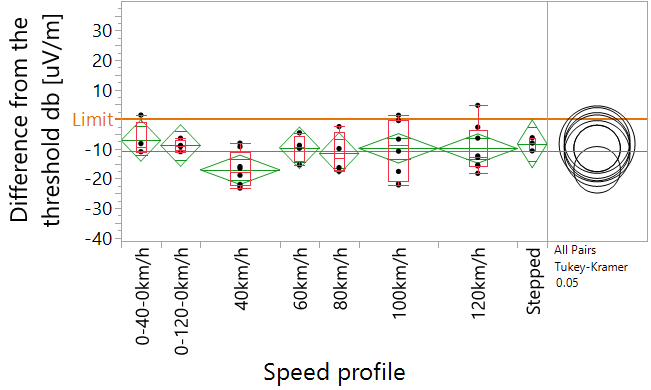 Difference from the
threshold db [uV/m]
30
20
10
Limit
-10
-20
-30
-40
0-40-0km/h
0-120-0km/h
40km/h
60km/h
80km/h
100km/h
120km/h
Stepped
All Pairs
Tukey-Kramer
0.05
Speed profile